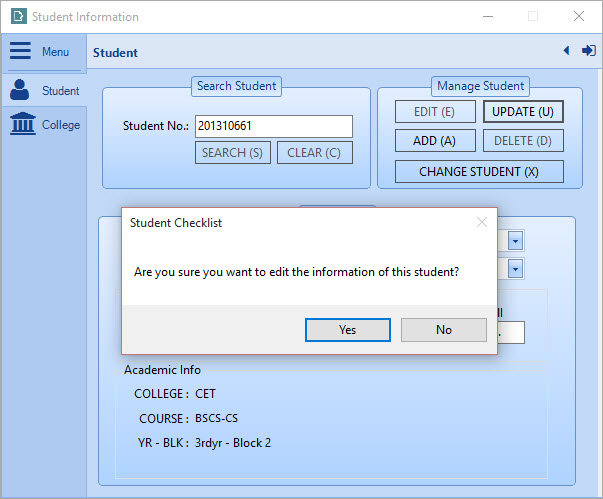 Student Information
Menu
Student
Student
College
Search Student
Student No.: 201310661
SEARCH (S) CLEAR (C)
Manage Student
EDIT (E) UPDATE (U)
ADD (A) DELETE (D)
CHANGE STUDENT (X)
Student Checklist
Are you sure you want to edit the information of this student?
Yes No
Academic Info
COLLEGE : CET
COURSE : BSCS-CS
YR - BLK : 3rdyr - Block 2